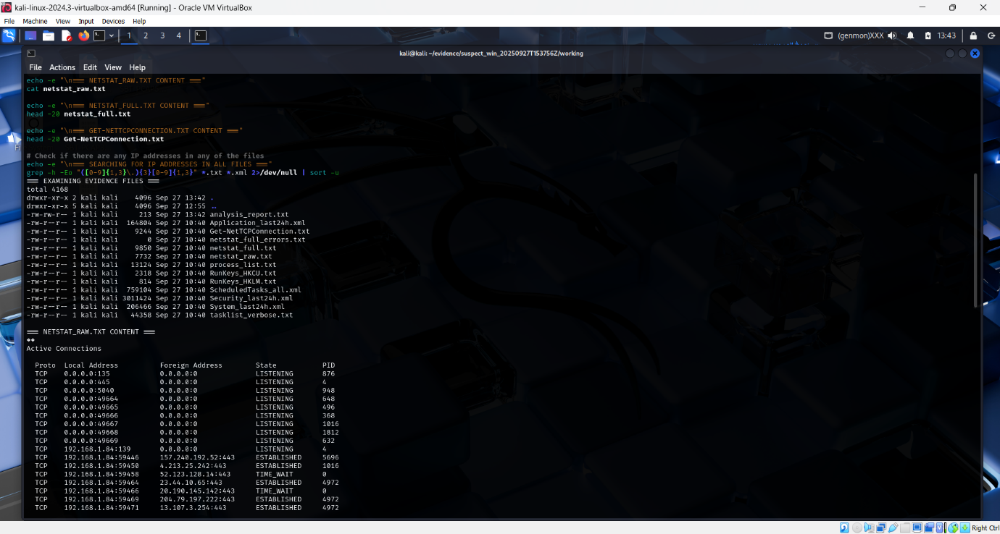 kali-linux-2024.3-virtualbox-amd64 [Running] - Oracle VM VirtualBox
File Machine View Input Devices Help
1 2 3 4 (genmon)XXX 13:43
kali@kali: ~/evidence/suspect_win_20250927T153756Z/working
File Actions Edit View Help
echo -e "\n=== NETSTAT_RAW.TXT CONTENT ==="
cat netstat_raw.txt
echo -e "\n=== NETSTAT_FULL.TXT CONTENT ==="
head -20 netstat_full.txt
echo -e "\n=== GET-NETTCPCONNECTION.TXT CONTENT ==="
head -20 Get-NetTCPConnection.txt
# Check if there are any IP addresses in any of the files
echo -e "\n=== SEARCHING FOR IP ADDRESSES IN ALL FILES ==="
grep -h -Eo "([0-9]{1,3}\.){3}[0-9]{1,3}" *.txt *.xml 2>/dev/null | sort -u
=== EXAMINING EVIDENCE FILES ===
total 4168
drwxr-xr-x 2 kali kali 4096 Sep 27 13:42 .
drwxr-xr-x 5 kali kali 4096 Sep 27 12:55 ..
-rw-rw-r-- 1 kali kali 213 Sep 27 13:42 analysis_report.txt
-rw-r--r-- 1 kali kali 164804 Sep 27 10:40 Application_last24h.xml
-rw-r--r-- 1 kali kali 9244 Sep 27 10:40 Get-NetTCPConnection.txt
-rw-r--r-- 1 kali kali 0 Sep 27 10:40 netstat_full_errors.txt
-rw-r--r-- 1 kali kali 9850 Sep 27 10:40 netstat_full.txt
-rw-r--r-- 1 kali kali 7732 Sep 27 10:40 netstat_raw.txt
-rw-r--r-- 1 kali kali 13124 Sep 27 10:40 process_list.txt
-rw-r--r-- 1 kali kali 2318 Sep 27 10:40 RunKeys_HKCU.txt
-rw-r--r-- 1 kali kali 814 Sep 27 10:40 RunKeys_HKLM.txt
-rw-r--r-- 1 kali kali 759104 Sep 27 10:40 ScheduledTasks_all.xml
-rw-r--r-- 1 kali kali 3011424 Sep 27 10:40 Security_last24h.xml
-rw-r--r-- 1 kali kali 206466 Sep 27 10:40 System_last24h.xml
-rw-r--r-- 1 kali kali 44358 Sep 27 10:40 tasklist_verbose.txt
=== NETSTAT_RAW.TXT CONTENT ===
��
Active Connections
Proto Local Address Foreign Address State PID
TCP 0.0.0.0:135 0.0.0.0:0 LISTENING 876
TCP 0.0.0.0:445 0.0.0.0:0 LISTENING 4
TCP 0.0.0.0:5040 0.0.0.0:0 LISTENING 948
TCP 0.0.0.0:49664 0.0.0.0:0 LISTENING 648
TCP 0.0.0.0:49665 0.0.0.0:0 LISTENING 496
TCP 0.0.0.0:49666 0.0.0.0:0 LISTENING 368
TCP 0.0.0.0:49667 0.0.0.0:0 LISTENING 1016
TCP 0.0.0.0:49668 0.0.0.0:0 LISTENING 1812
TCP 0.0.0.0:49669 0.0.0.0:0 LISTENING 632
TCP 192.168.1.84:139 0.0.0.0:0 LISTENING 4
TCP 192.168.1.84:59446 157.240.192.52:443 ESTABLISHED 5696
TCP 192.168.1.84:59450 4.213.25.242:443 ESTABLISHED 1016
TCP 192.168.1.84:59458 52.123.128.14:443 TIME_WAIT 0
TCP 192.168.1.84:59464 23.44.10.65:443 ESTABLISHED 4972
TCP 192.168.1.84:59466 20.190.145.142:443 TIME_WAIT 0
TCP 192.168.1.84:59469 204.79.197.222:443 ESTABLISHED 4972
TCP 192.168.1.84:59471 13.107.3.254:443 ESTABLISHED 4972
Right Ctrl